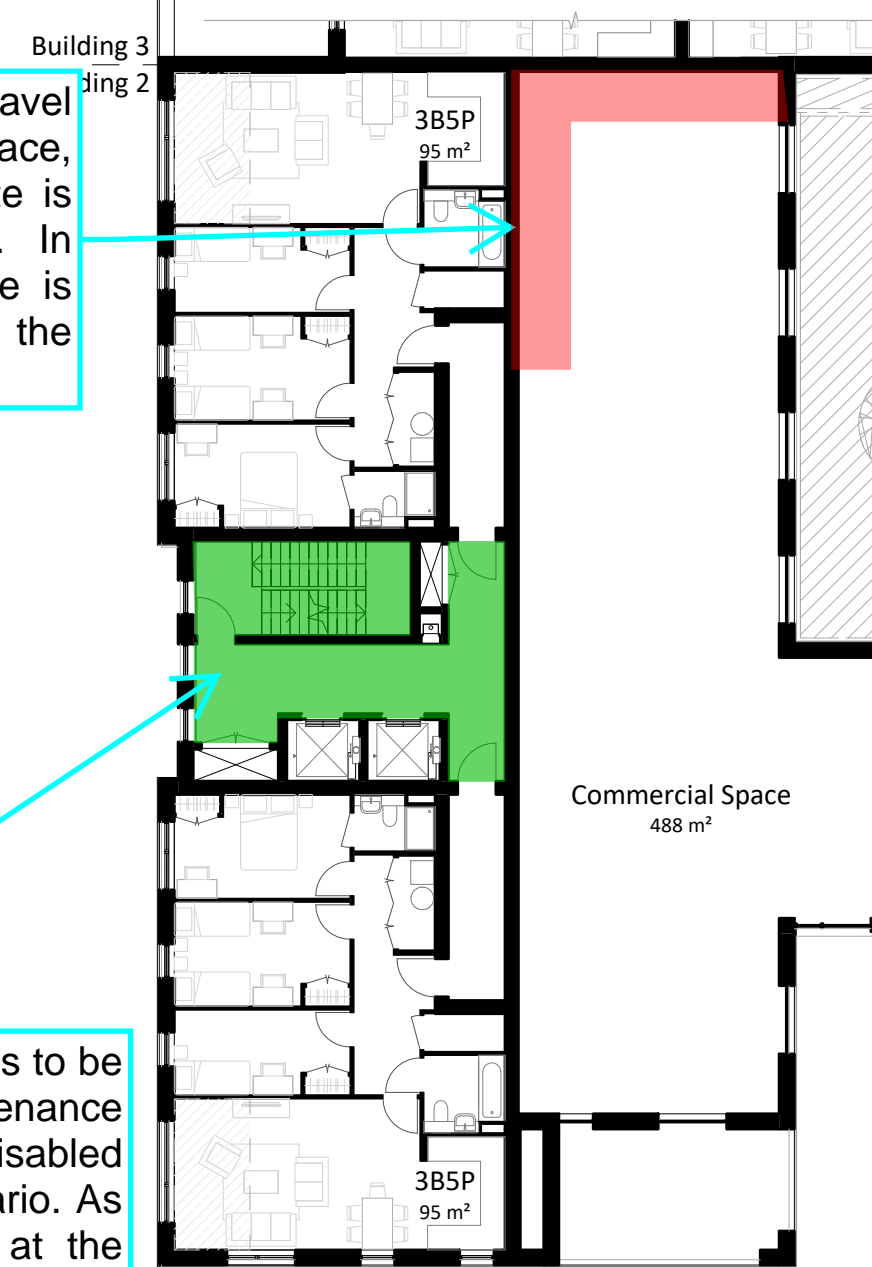 Building 3
ding 2
avel
ace,
e is
. In
e is
the
3B5P
95 m²
Commercial Space
488 m²
s to be
enance
isabled
ario. As
at the
3B5P
95 m²